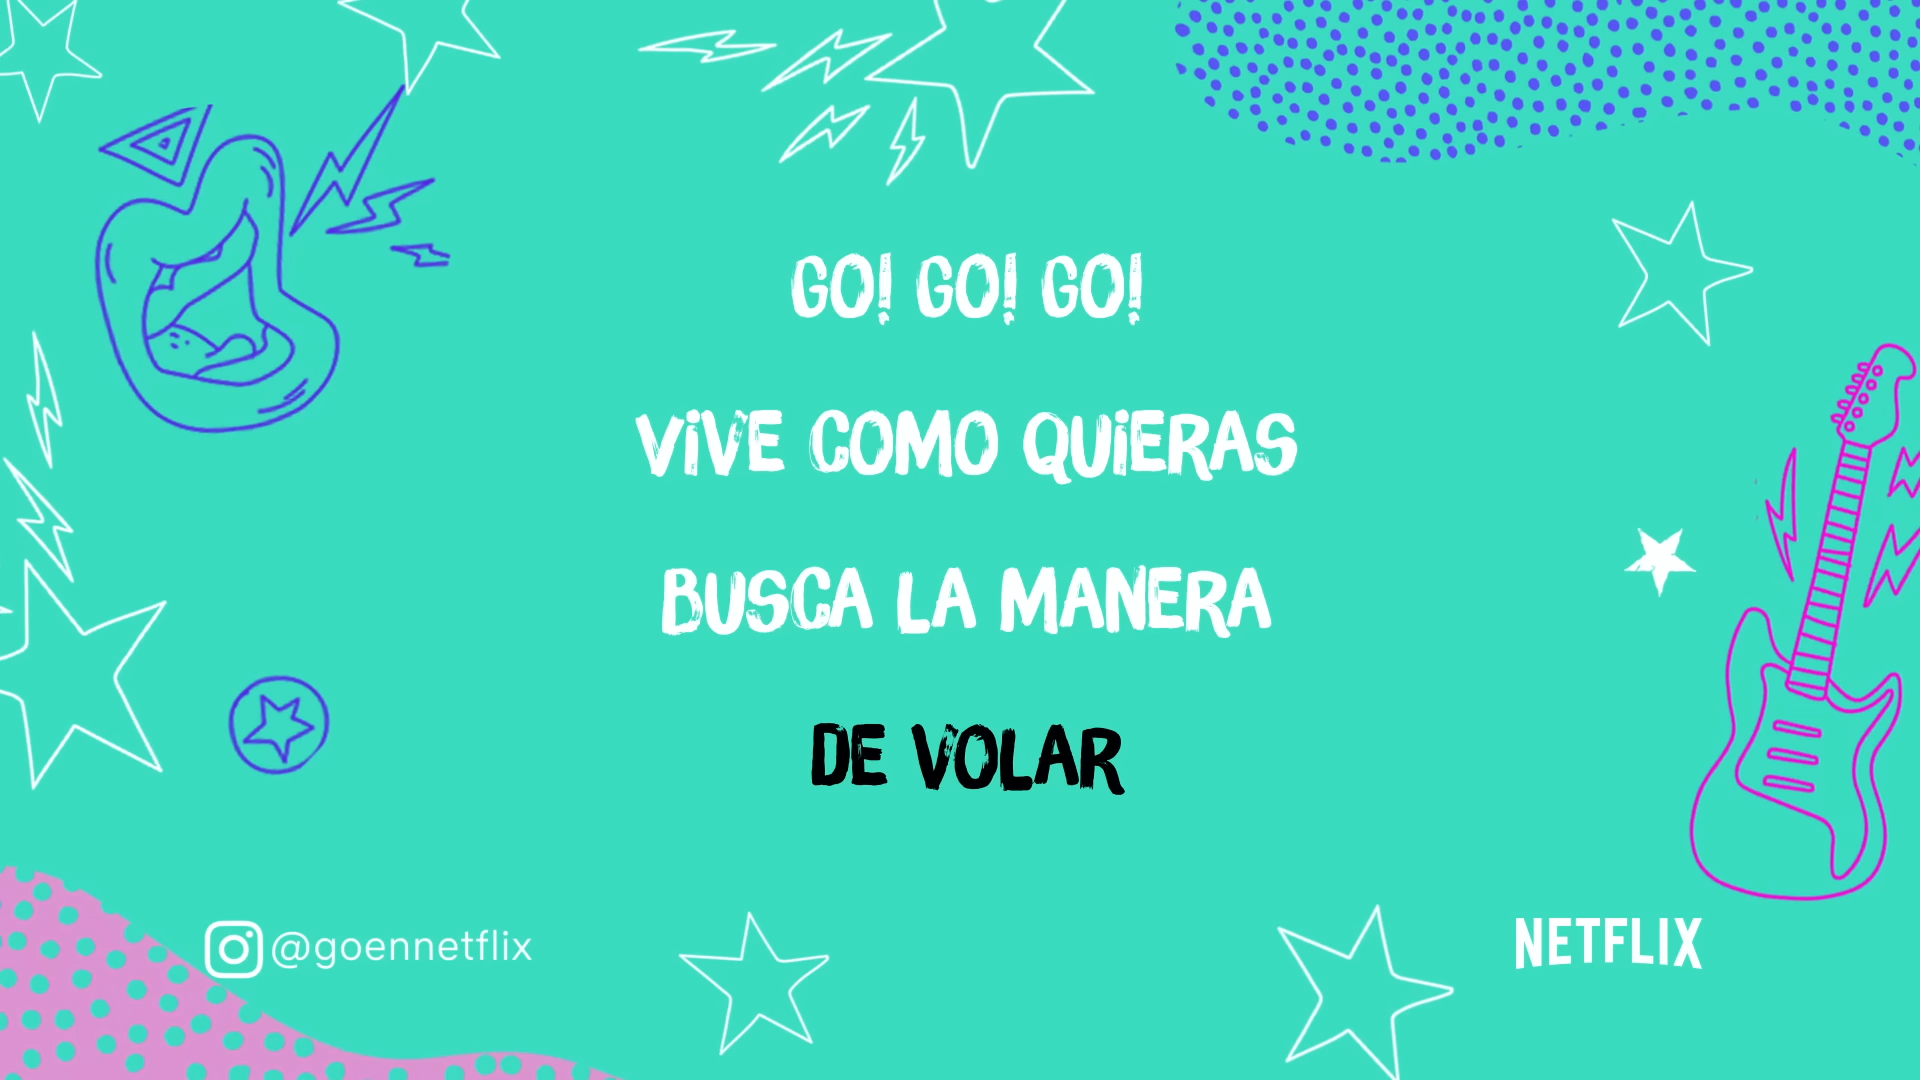 GO! GO! GO!
ViVE COMO QUiERAS
BUSCA LA MANERA
DE VOLAR
@goennetflix
NETFLIX